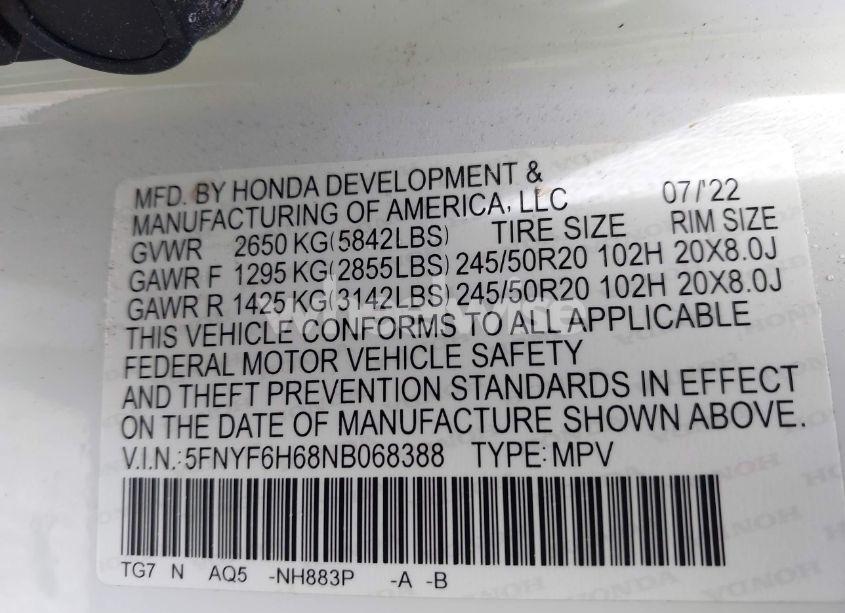 MFD. BY HONDA DEVELOPMENT &
MANUFACTURING OF AMERICA, LLC 07/'22
GVWR 2650 KG(5842LBS) TIRE SIZE RIM SIZE
GAWR F 1295 KG(2855LBS) 245/50R20 102H 20X8.0J
GAWR R 1425 KG(3142LBS) 245/50R20 102H 20X8.0J
THIS VEHICLE CONFORMS TO ALL APPLICABLE
FEDERAL MOTOR VEHICLE SAFETY
AND THEFT PREVENTION STANDARDS IN EFFECT
ON THE DATE OF MANUFACTURE SHOWN ABOVE.
V.I.N.: 5FNYF6H68NB068388 TYPE: MPV
TG7 N AQ5 -NH883P -A -B